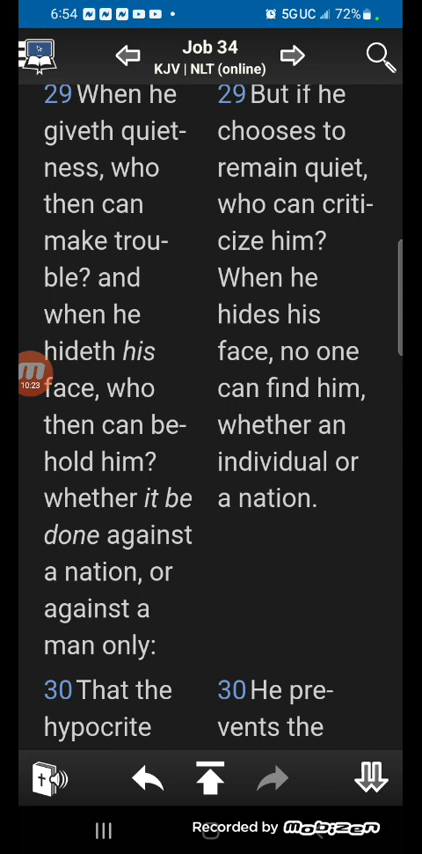 6:54 5GUC 72%
Job 34
KJV | NLT (online)
29 When he
giveth quiet-
ness, who
then can
make trou-
ble? and
when he
hideth his
face, who
then can be-
hold him?
whether it be
done against
a nation, or
against a
man only:
30 That the
hypocrite
29 But if he
chooses to
remain quiet,
who can criti-
cize him?
When he
hides his
face, no one
can find him,
whether an
individual or
a nation.
30 He pre-
vents the
10:23
Recorded by mobizen